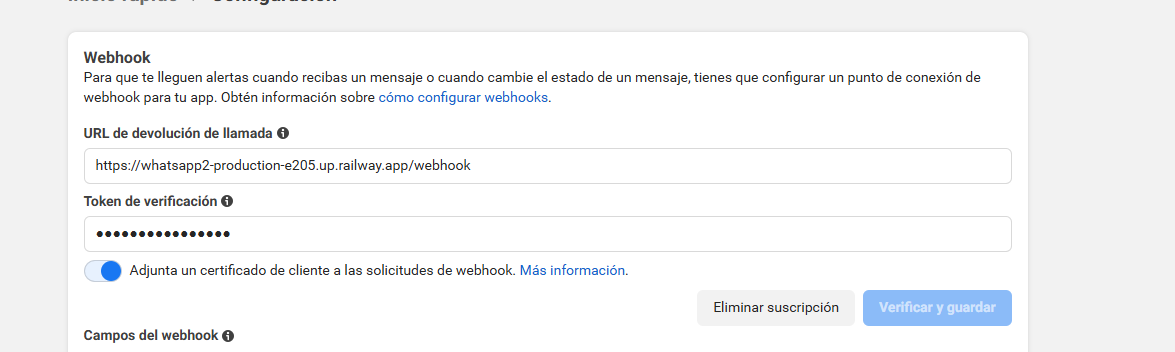 Webhook
Para que te lleguen alertas cuando recibas un mensaje o cuando cambie el estado de un mensaje, tienes que configurar un punto de conexión de
webhook para tu app. Obtén información sobre cómo configurar webhooks.
URL de devolución de llamada
https://whatsapp2-production-e205.up.railway.app/webhook
Token de verificación
••••••••••••••••
Adjunta un certificado de cliente a las solicitudes de webhook. Más información.
Eliminar suscripción
Verificar y guardar
Campos del webhook